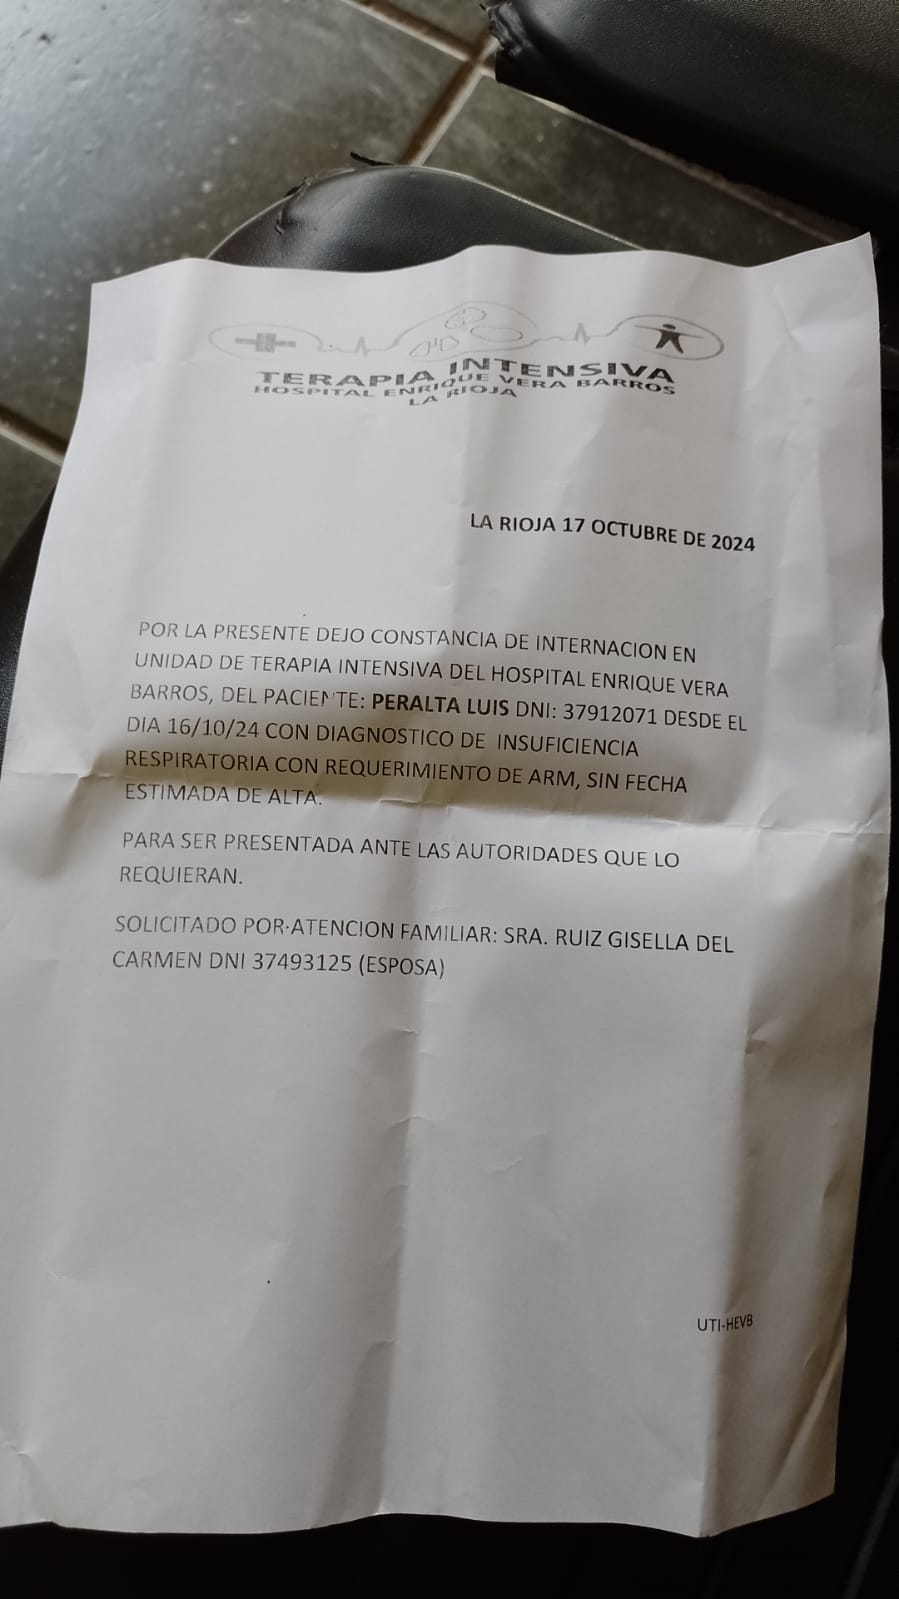 TERAPIA INTENSIVA
HOSPITAL ENRIQUE VERA BARROS
LA RIOJA
LA RIOJA 17 OCTUBRE DE 2024
POR LA PRESENTE DEJO CONSTANCIA DE INTERNACION EN
UNIDAD DE TERAPIA INTENSIVA DEL HOSPITAL ENRIQUE VERA
BARROS, DEL PACIENTE: PERALTA LUIS DNI: 37912071 DESDE EL
DIA 16/10/24 CON DIAGNOSTICO DE INSUFICIENCIA
RESPIRATORIA CON REQUERIMIENTO DE ARM, SIN FECHA
ESTIMADA DE ALTA.
PARA SER PRESENTADA ANTE LAS AUTORIDADES QUE LO
REQUIERAN.
SOLICITADO POR·ATENCION FAMILIAR: SRA. RUIZ GISELLA DEL
CARMEN DNI 37493125 (ESPOSA)
UTI-HEVB